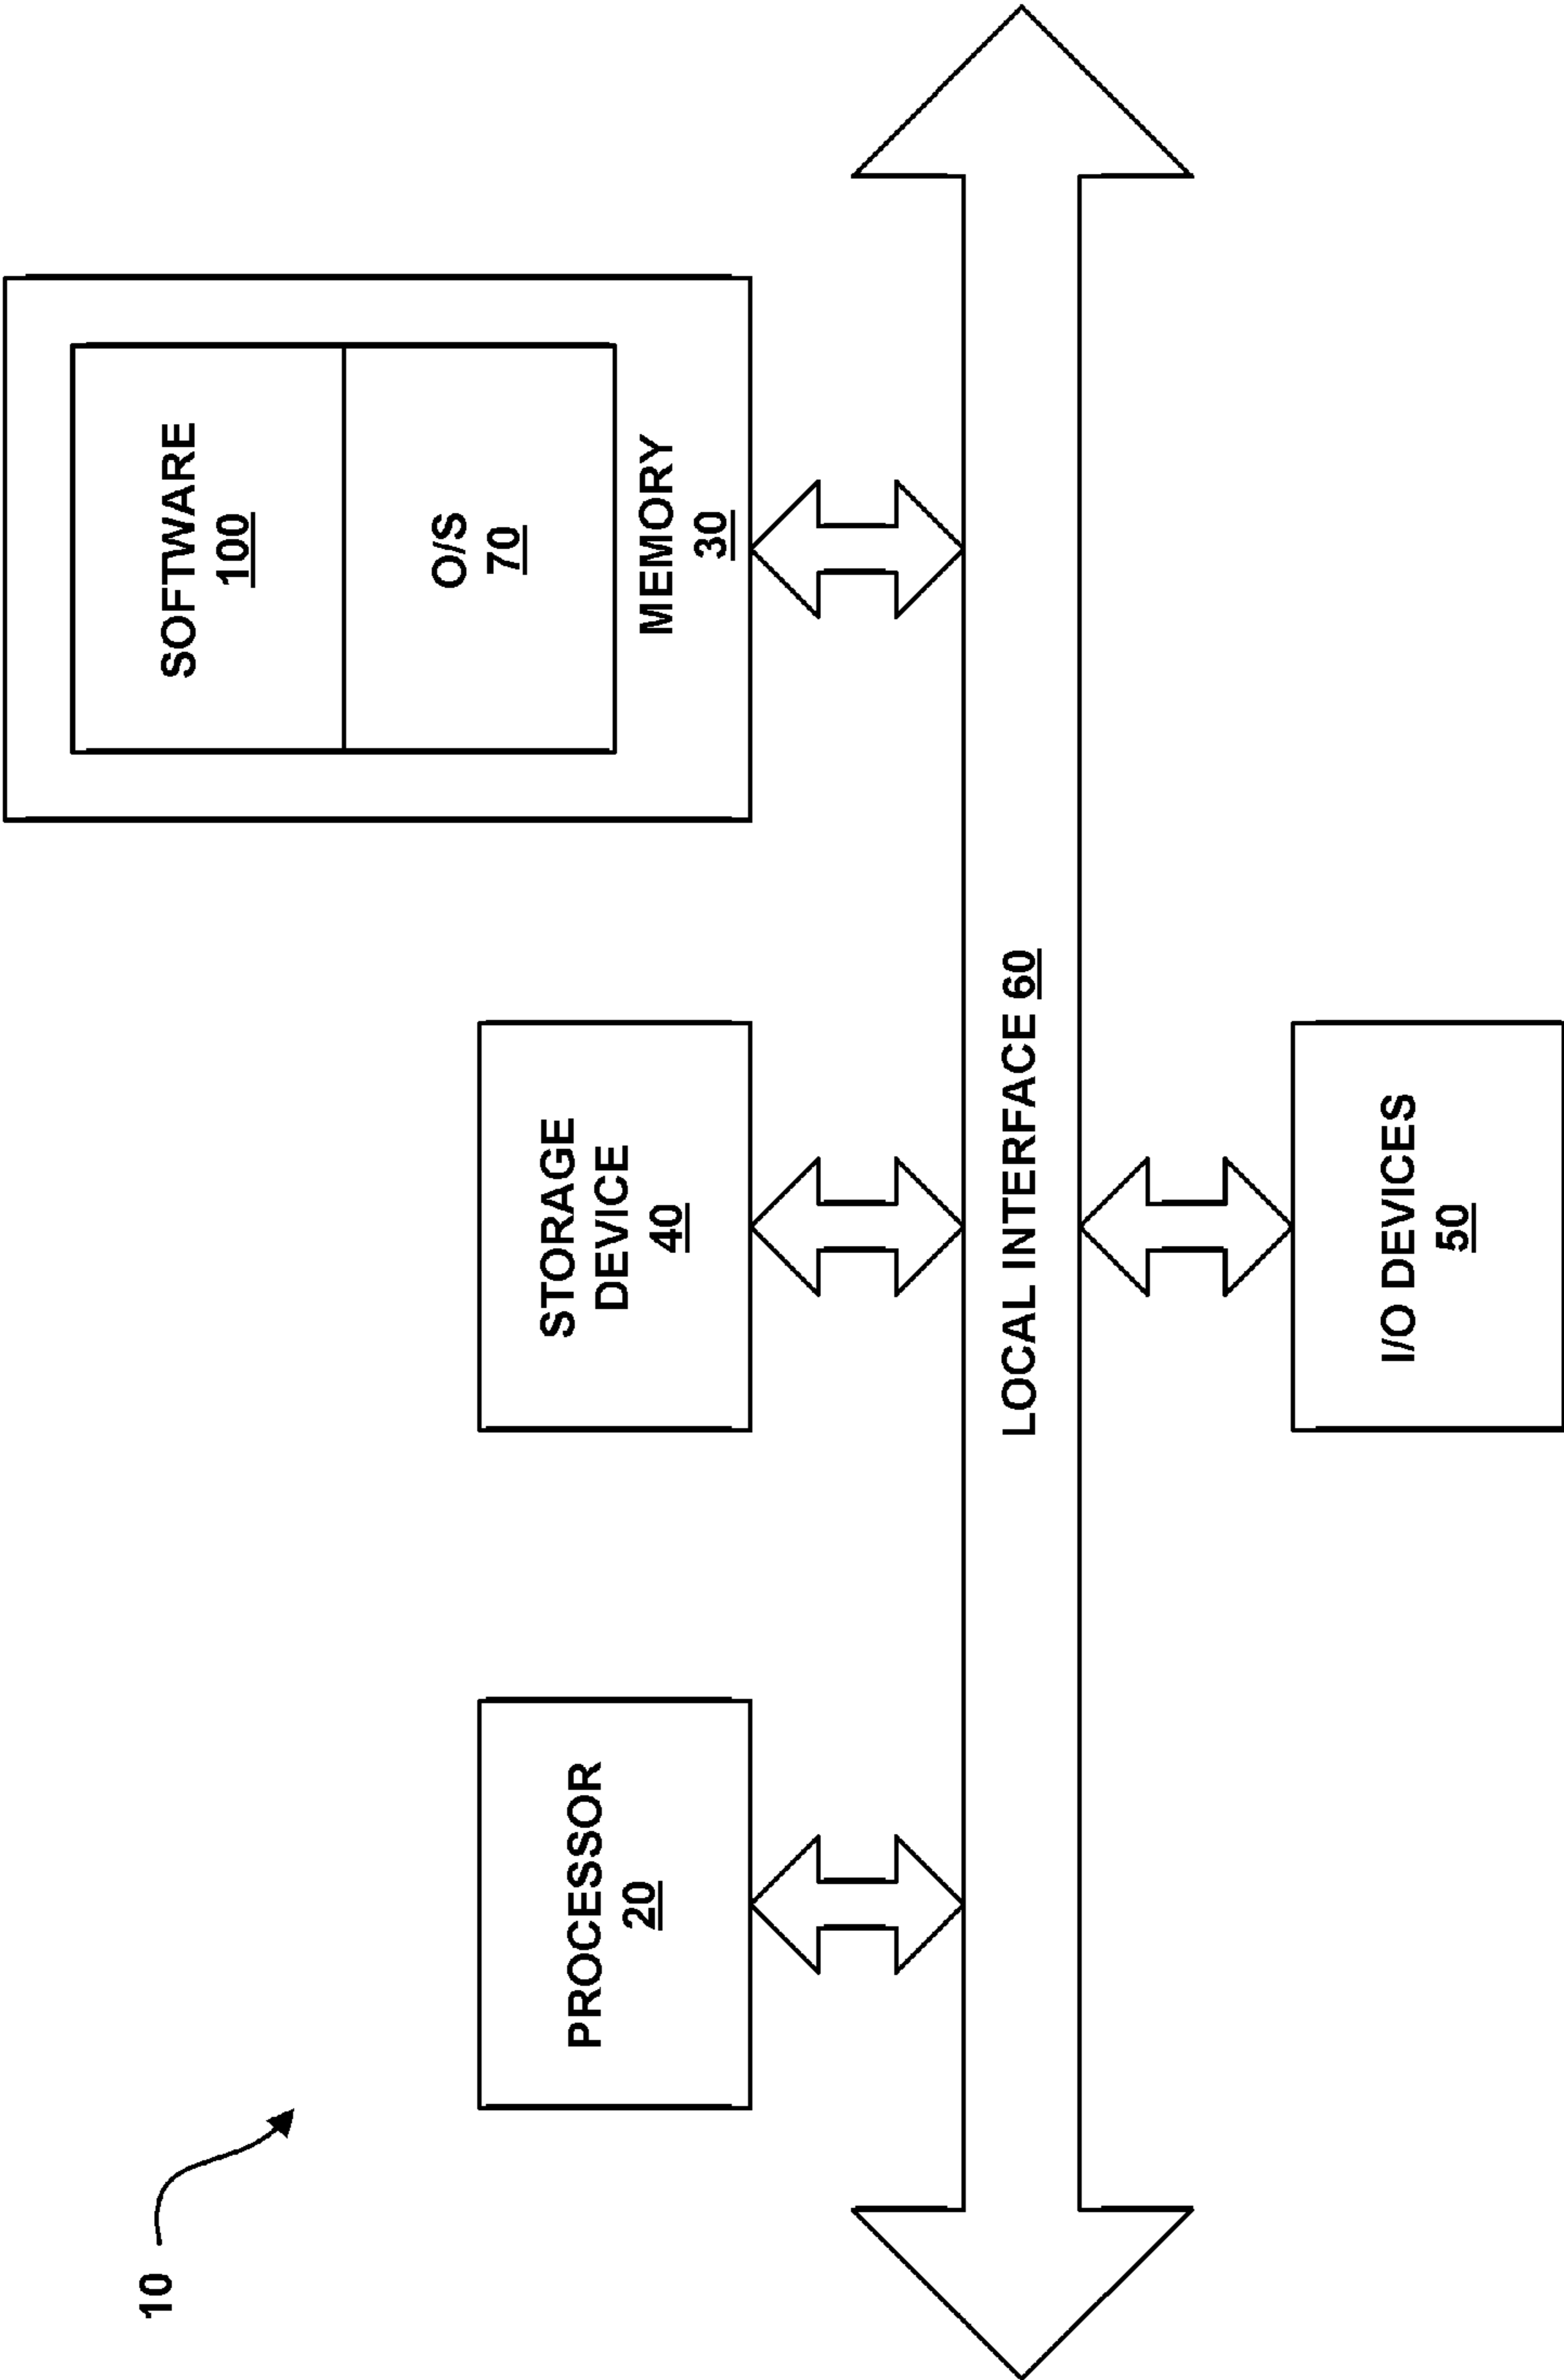 10
PROCESSOR
20
STORAGE
DEVICE
40
SOFTWARE
100
O/S
70
MEMORY
30
LOCAL INTERFACE 60
I/O DEVICES
50